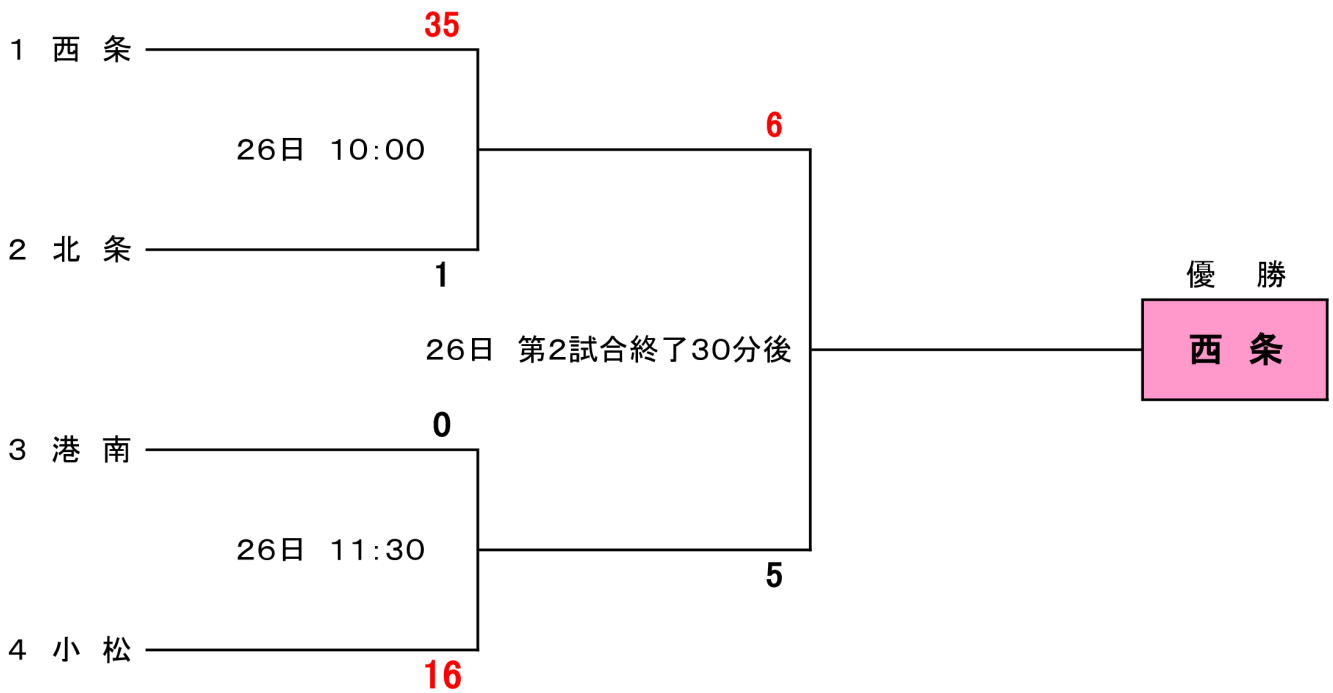 35
1 西 条
6
26日 10:00
2 北 条
1
優 勝
西 条
26日 第2試合終了30分後
0
3 港 南
26日 11:30
5
4 小 松
16